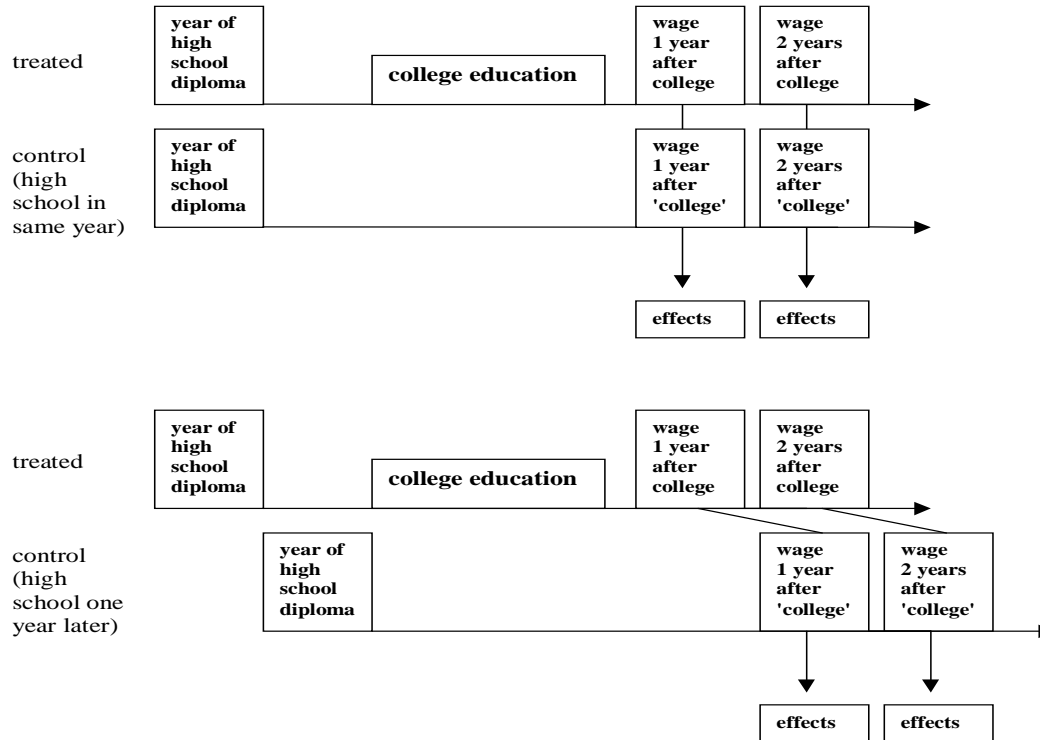 treated
year of
high
school
diploma
college education
wage
1 year
after
college
wage
2 years
after
college
control
(high
school in
same year)
year of
high
school
diploma
wage
1 year
after
'college'
wage
2 years
after
'college'
effects
effects
treated
year of
high
school
diploma
college education
wage
1 year
after
college
wage
2 years
after
college
control
(high
school one
year later)
year of
high
school
diploma
wage
1 year
after
'college'
wage
2 years
after
'college'
effects
effects